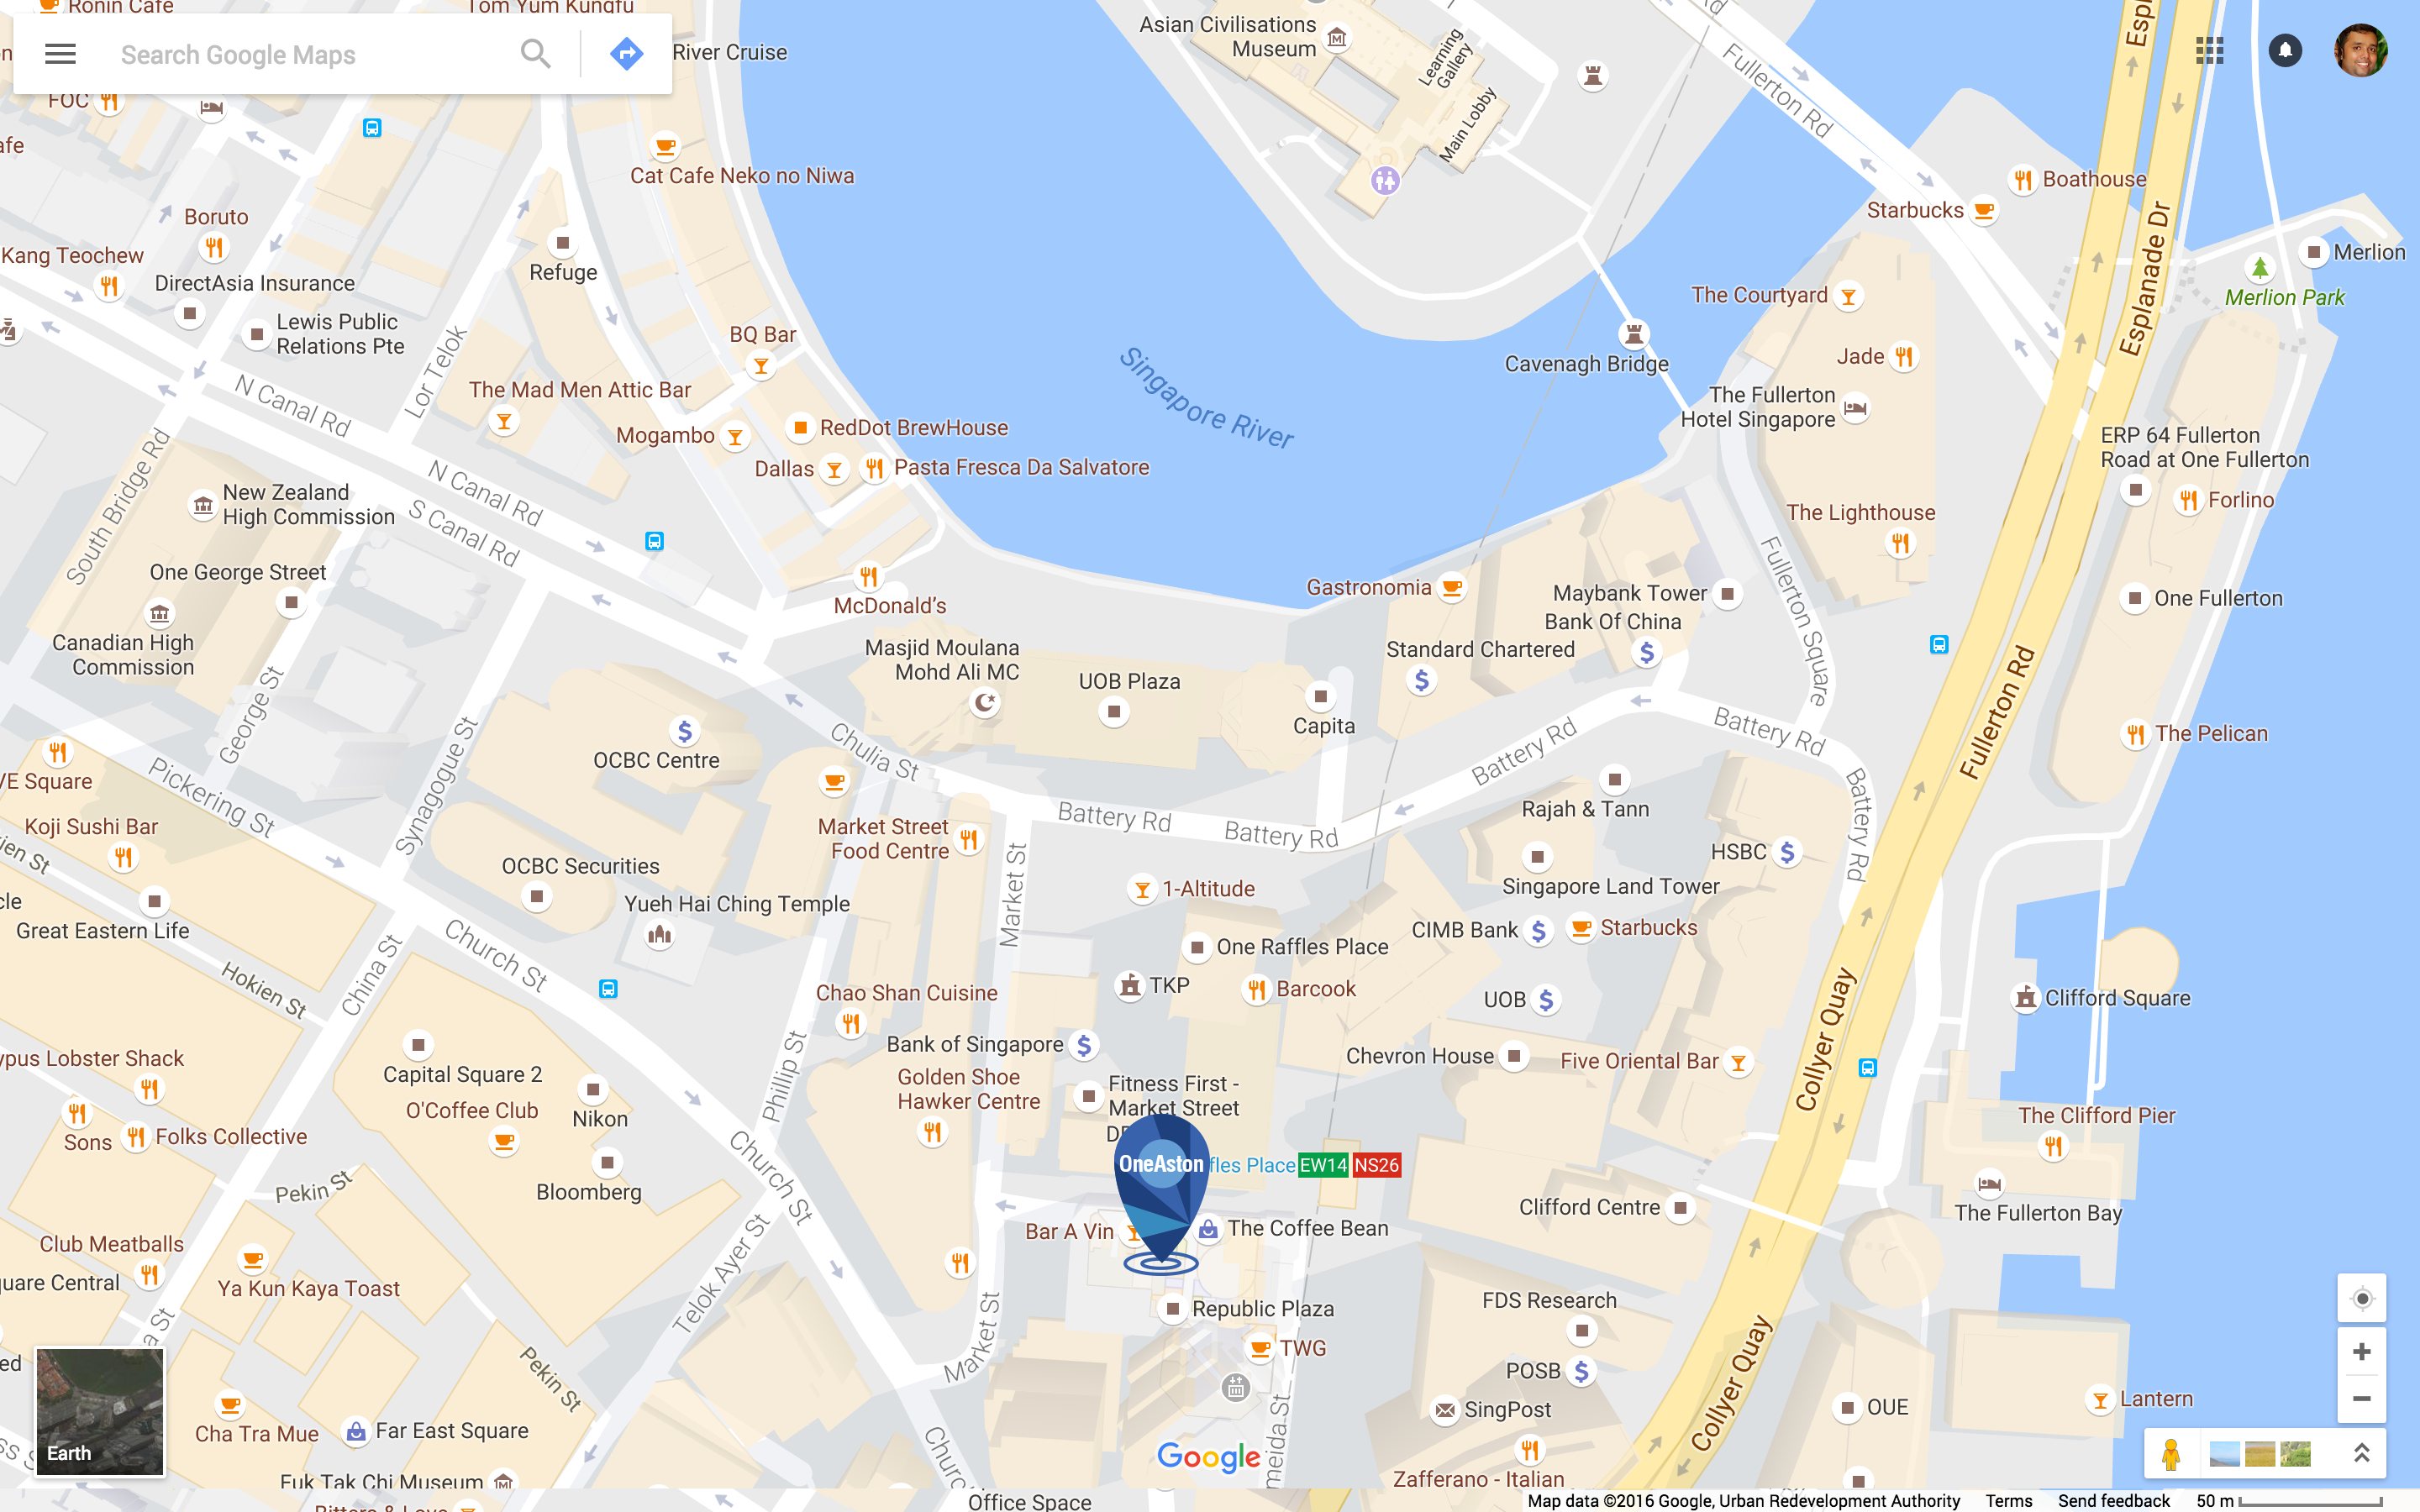 Ronin Cafe
Tom Yum Kungfu
Search Google Maps
River Cruise
Asian Civilisations
Museum
Learning
Gallery
Main Lobby
Fullerton Rd
Rd
FOC
Cat Cafe Neko no Niwa
Boathouse
Starbucks
Boruto
Kang Teochew
DirectAsia Insurance
Lewis Public
Relations Pte
Refuge
Lor Telok
BQ Bar
The Mad Men Attic Bar
Mogambo
RedDot BrewHouse
Dallas
Pasta Fresca Da Salvatore
Singapore River
Cavenagh Bridge
The Courtyard
Jade
The Fullerton
Hotel Singapore
Esplanade Dr
Merlion
Merlion Park
ERP 64 Fullerton
Road at One Fullerton
Forlino
The Lighthouse
N Canal Rd
N Canal Rd
S Canal Rd
South Bridge Rd
New Zealand
High Commission
One George Street
Canadian High
Commission
George St
McDonald's
Masjid Moulana
Mohd Ali MC
UOB Plaza
Capita
Gastronomia
Standard Chartered
Maybank Tower
Bank Of China
Fullerton Square
One Fullerton
Fullerton Rd
The Pelican
OCBC Centre
Chulia St
Battery Rd
Battery Rd
Battery Rd
Battery Rd
Battery Rd
Rajah & Tann
Singapore Land Tower
HSBC
VE Square
Pickering St
Synagogue St
Koji Sushi Bar
Great Eastern Life
OCBC Securities
Yueh Hai Ching Temple
Market Street
Food Centre
Market St
1-Altitude
One Raffles Place
TKP
Barcook
CIMB Bank
Starbucks
UOB
Chevron House
Five Oriental Bar
Collyer Quay
Clifford Square
Hokien St
China St
Church St
Chao Shan Cuisine
Phillip St
Bank of Singapore
Golden Shoe
Hawker Centre
Fitness First -
Market Street
OneAston
EW14
NS26
Lobster Shack
Sons
Folks Collective
Capital Square 2
O'Coffee Club
Nikon
Bloomberg
Church St
Pekin St
Telok Ayer St
Bar A Vin
The Coffee Bean
Clifford Centre
The Clifford Pier
The Fullerton Bay
Club Meatballs
Ya Kun Kaya Toast
Republic Plaza
TWG
Market St
FDS Research
POSB
SingPost
Zafferano - Italian
Collyer Quay
OUE
Lantern
Pekin St
Cha Tra Mue
Far East Square
Fuk Tak Chi Museum
Earth
Google
Office Space
Map data ©2016 Google, Urban Redevelopment Authority
Terms
Send feedback
50 m